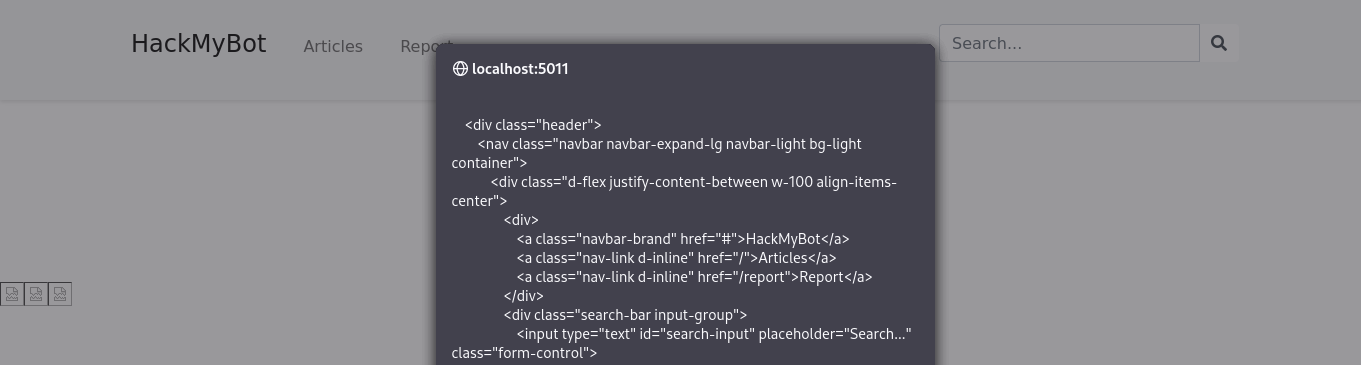 HackMyBot Articles Report Search...
localhost:5011
<div class="header">
<nav class="navbar navbar-expand-lg navbar-light bg-light
container">
<div class="d-flex justify-content-between w-100 align-items-
center">
<div>
<a class="navbar-brand" href="#">HackMyBot</a>
<a class="nav-link d-inline" href="/">Articles</a>
<a class="nav-link d-inline" href="/report">Report</a>
</div>
<div class="search-bar input-group">
<input type="text" id="search-input" placeholder="Search..."
class="form-control">